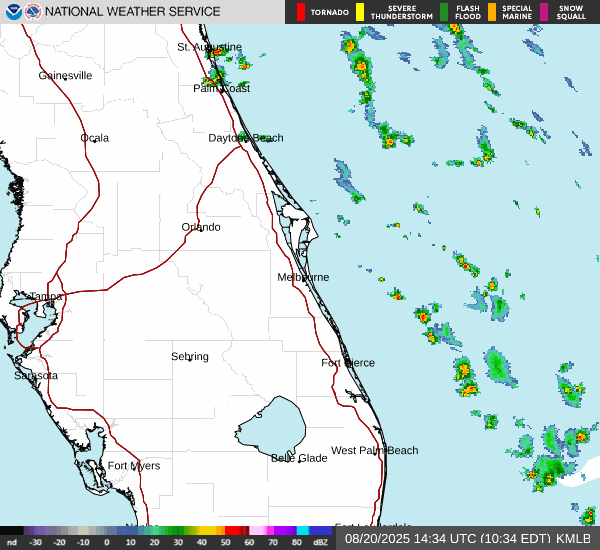 NATIONAL WEATHER SERVICE
TORNADO
SEVERE THUNDERSTORM
FLASH FLOOD
SPECIAL MARINE
SNOW SQUALL
St. Augustine
Gainesville
Palm Coast
Ocala
Daytona Beach
Orlando
Melbourne
Tampa
Sebring
Fort Pierce
Sarasota
West Palm Beach
Belle Glade
Fort Myers
Fort Lauderdale
nd -30 -20 -10 0 10 20 30 40 50 60 70 80 dBZ
08/20/2025 14:34 UTC (10:34 EDT) KMLB